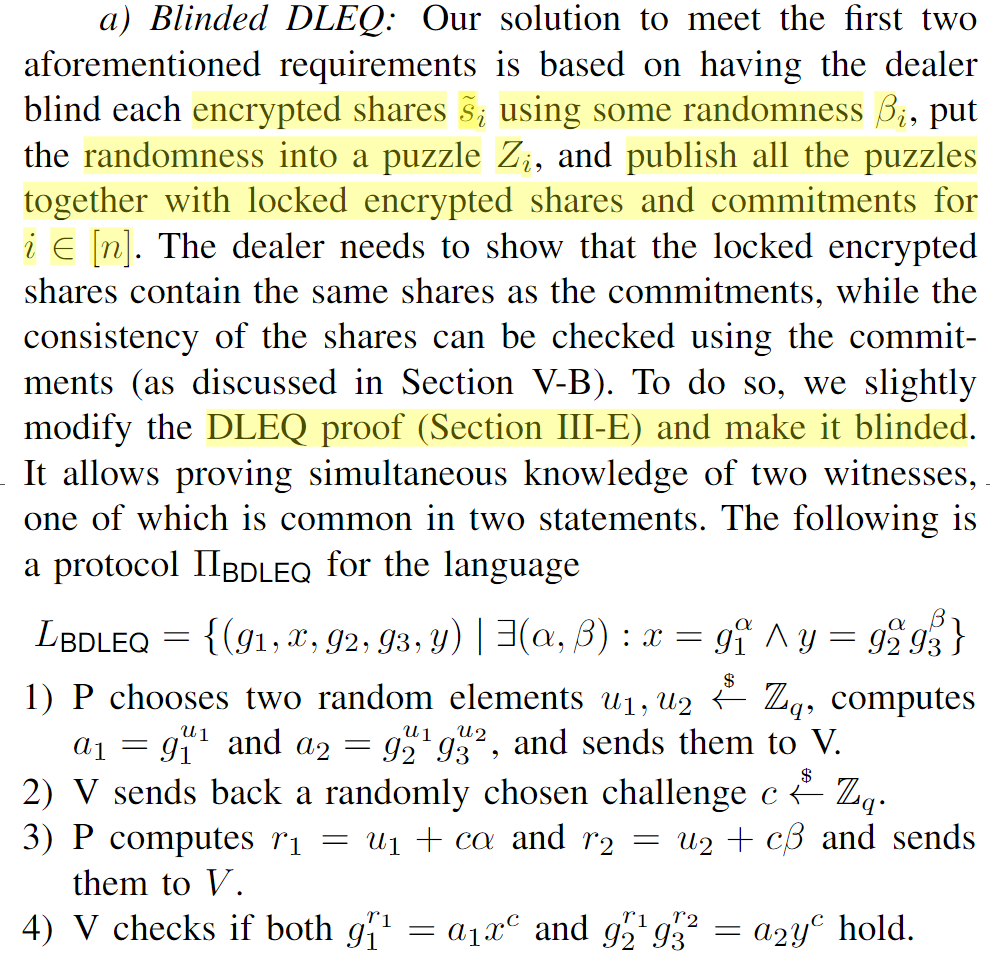 a) Blinded DLEQ: Our solution to meet the first two
aforementioned requirements is based on having the dealer
blind each encrypted shares s̃ᵢ using some randomness βᵢ, put
the randomness into a puzzle Zᵢ, and publish all the puzzles
together with locked encrypted shares and commitments for
i ∈ [n]. The dealer needs to show that the locked encrypted
shares contain the same shares as the commitments, while the
consistency of the shares can be checked using the commit-
ments (as discussed in Section V-B). To do so, we slightly
modify the DLEQ proof (Section III-E) and make it blinded.
It allows proving simultaneous knowledge of two witnesses,
one of which is common in two statements. The following is
a protocol Π_BDLEQ for the language
L_BDLEQ = {(g₁, x, g₂, g₃, y) | ∃(α, β) : x = g₁^α ∧ y = g₂^α g₃^β}
1) P chooses two random elements u₁, u₂ ←$ ℤ_q, computes
a₁ = g₁^{u₁} and a₂ = g₂^{u₁} g₃^{u₂}, and sends them to V.
2) V sends back a randomly chosen challenge c ←$ ℤ_q.
3) P computes r₁ = u₁ + cα and r₂ = u₂ + cβ and sends
them to V.
4) V checks if both g₁^{r₁} = a₁x^c and g₂^{r₁} g₃^{r₂} = a₂y^c hold.